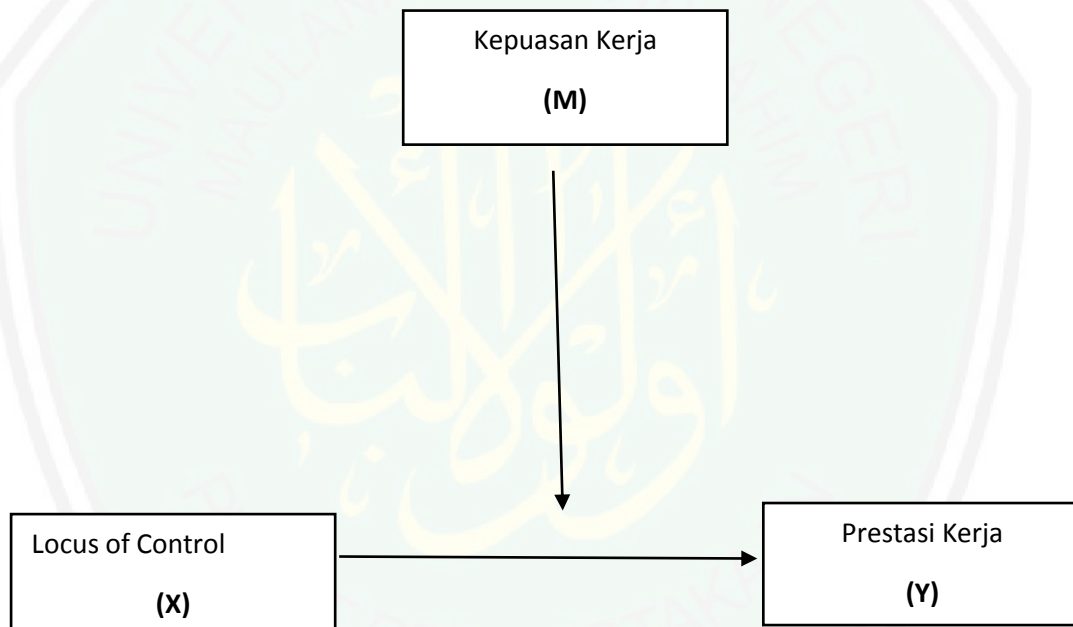 Kepuasan Kerja
(M)
Locus of Control
(X)
Prestasi Kerja
(Y)